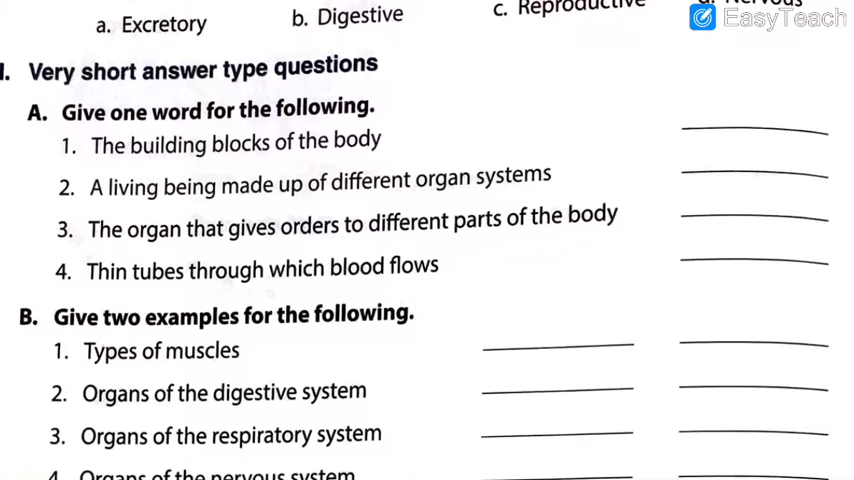 a. Excretory b. Digestive c. Reproductive d. Nervous
EasyTeach
I. Very short answer type questions
A. Give one word for the following.
1. The building blocks of the body
2. A living being made up of different organ systems
3. The organ that gives orders to different parts of the body
4. Thin tubes through which blood flows
B. Give two examples for the following.
1. Types of muscles
2. Organs of the digestive system
3. Organs of the respiratory system
4. Organs of the nervous system